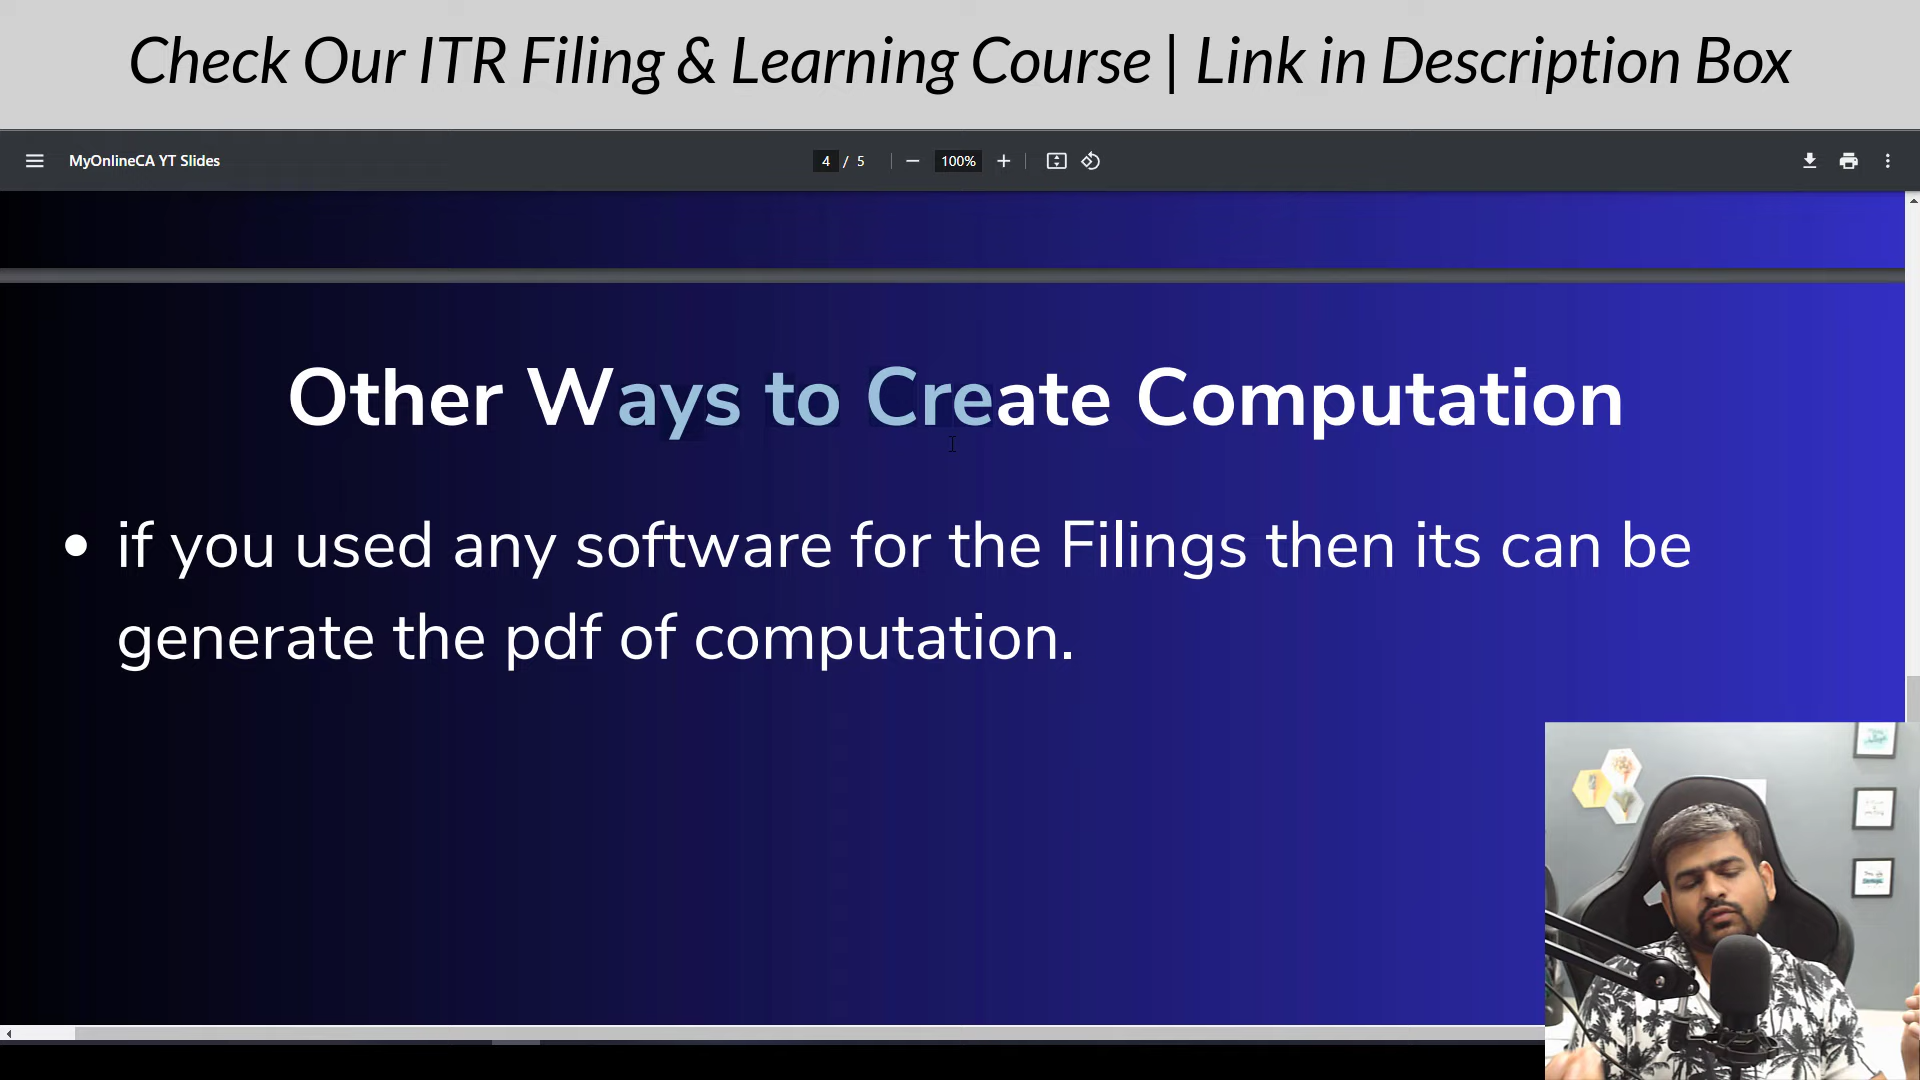 Check Our ITR Filing & Learning Course | Link in Description Box
MyOnlineCA YT Slides
4 / 5
100%
Other Ways to Create Computation
• if you used any software for the Filings then its can be
generate the pdf of computation.